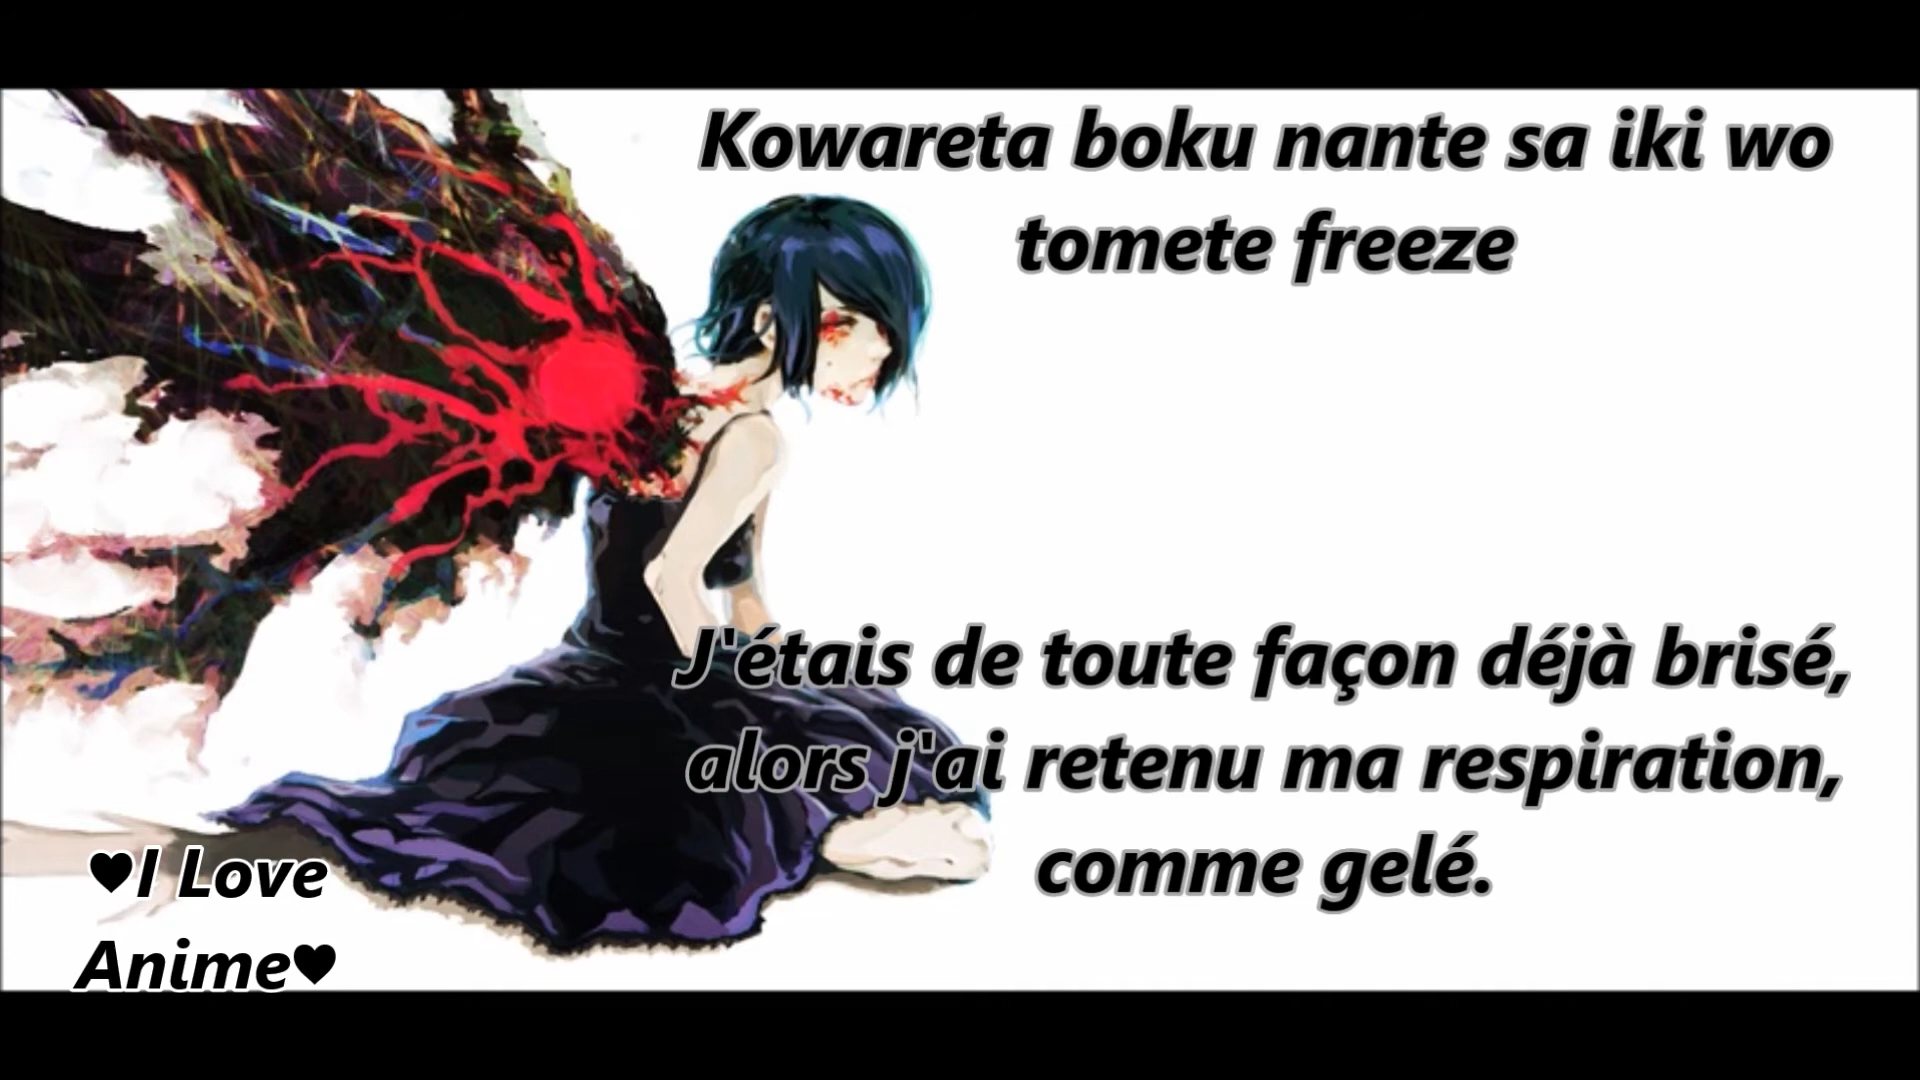 Kowareta boku nante sa iki wo
tomete freeze
J'étais de toute façon déjà brisé,
alors j'ai retenu ma respiration,
comme gelé.
♥I Love
Anime♥